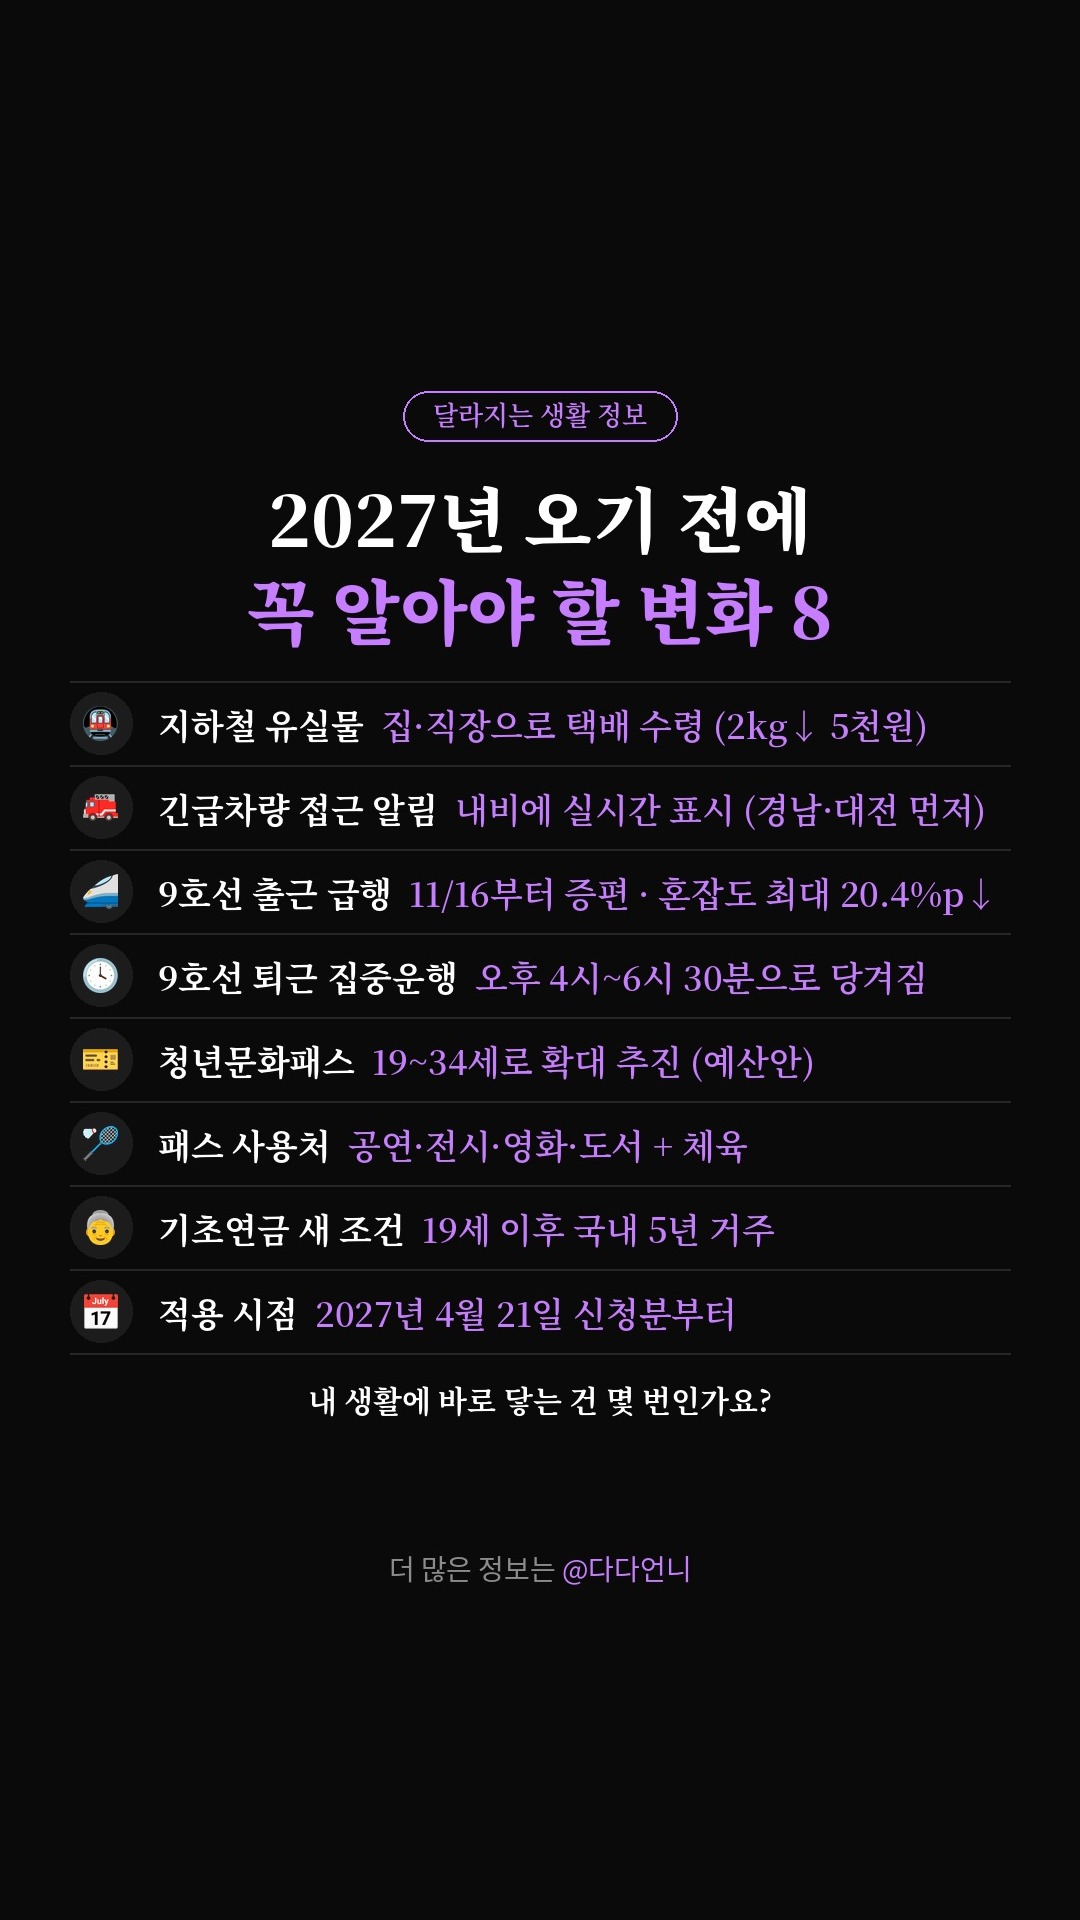 달라지는 생활 정보
2027년 오기 전에
꼭 알아야 할 변화 8
지하철 유실물 집·직장으로 택배 수령 (2kg↓ 5천원)
긴급차량 접근 알림 내비에 실시간 표시 (경남·대전 먼저)
9호선 출근 급행 11/16부터 증편 · 혼잡도 최대 20.4%p↓
9호선 퇴근 집중운행 오후 4시~6시 30분으로 당겨짐
청년문화패스 19~34세로 확대 추진 (예산안)
패스 사용처 공연·전시·영화·도서 + 체육
기초연금 새 조건 19세 이후 국내 5년 거주
July
17
적용 시점 2027년 4월 21일 신청분부터
내 생활에 바로 닿는 건 몇 번인가요?
더 많은 정보는 @다다언니